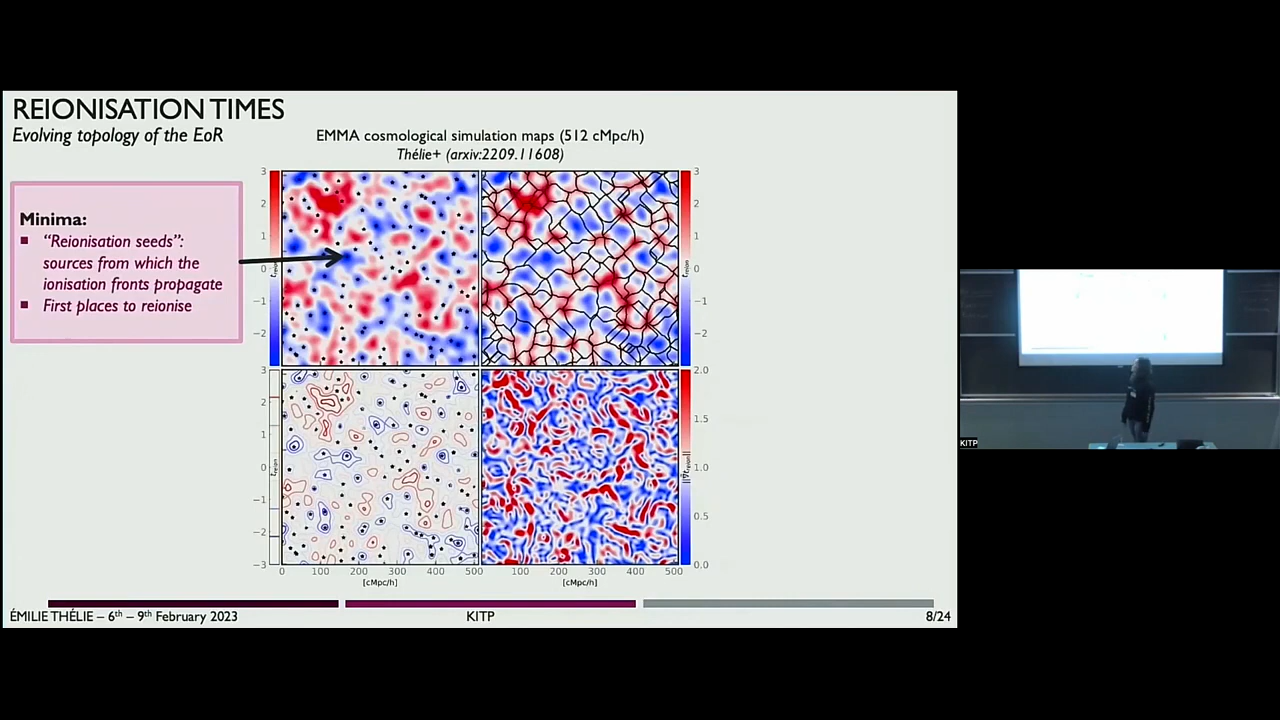 REIONISATION TIMES
Evolving topology of the EoR
EMMA cosmological simulation maps (512 cMpc/h)
Thélie+ (arxiv:2209.11608)
Minima:
"Reionisation seeds":
sources from which the
ionisation fronts propagate
First places to reionise
3
2
1
0
−1
−2
treion
3
2
1
0
−1
−2
treion
3
2
1
0
−1
−2
−3
treion
2.0
1.5
1.0
0.5
0.0
||∇treion||
0 100 200 300 400 500
[cMpc/h]
100 200 300 400 500
[cMpc/h]
ÉMILIE THÉLIE – 6th – 9th February 2023
KITP
8/24
KITP